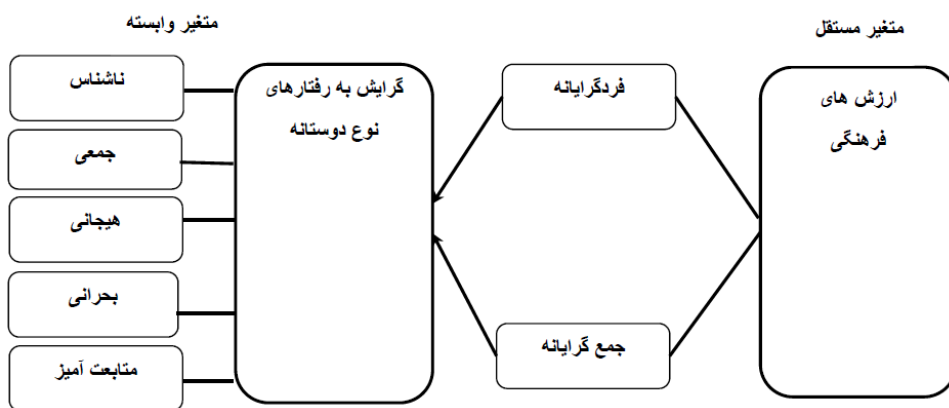 متغیر مستقل
متغیر وابسته
ارزش های
فرهنگی
فردگرایانه
جمع گرایانه
گرایش به رفتارهای
نوع دوستانه
ناشناس
جمعی
هیجانی
بحرانی
متابعت آمیز